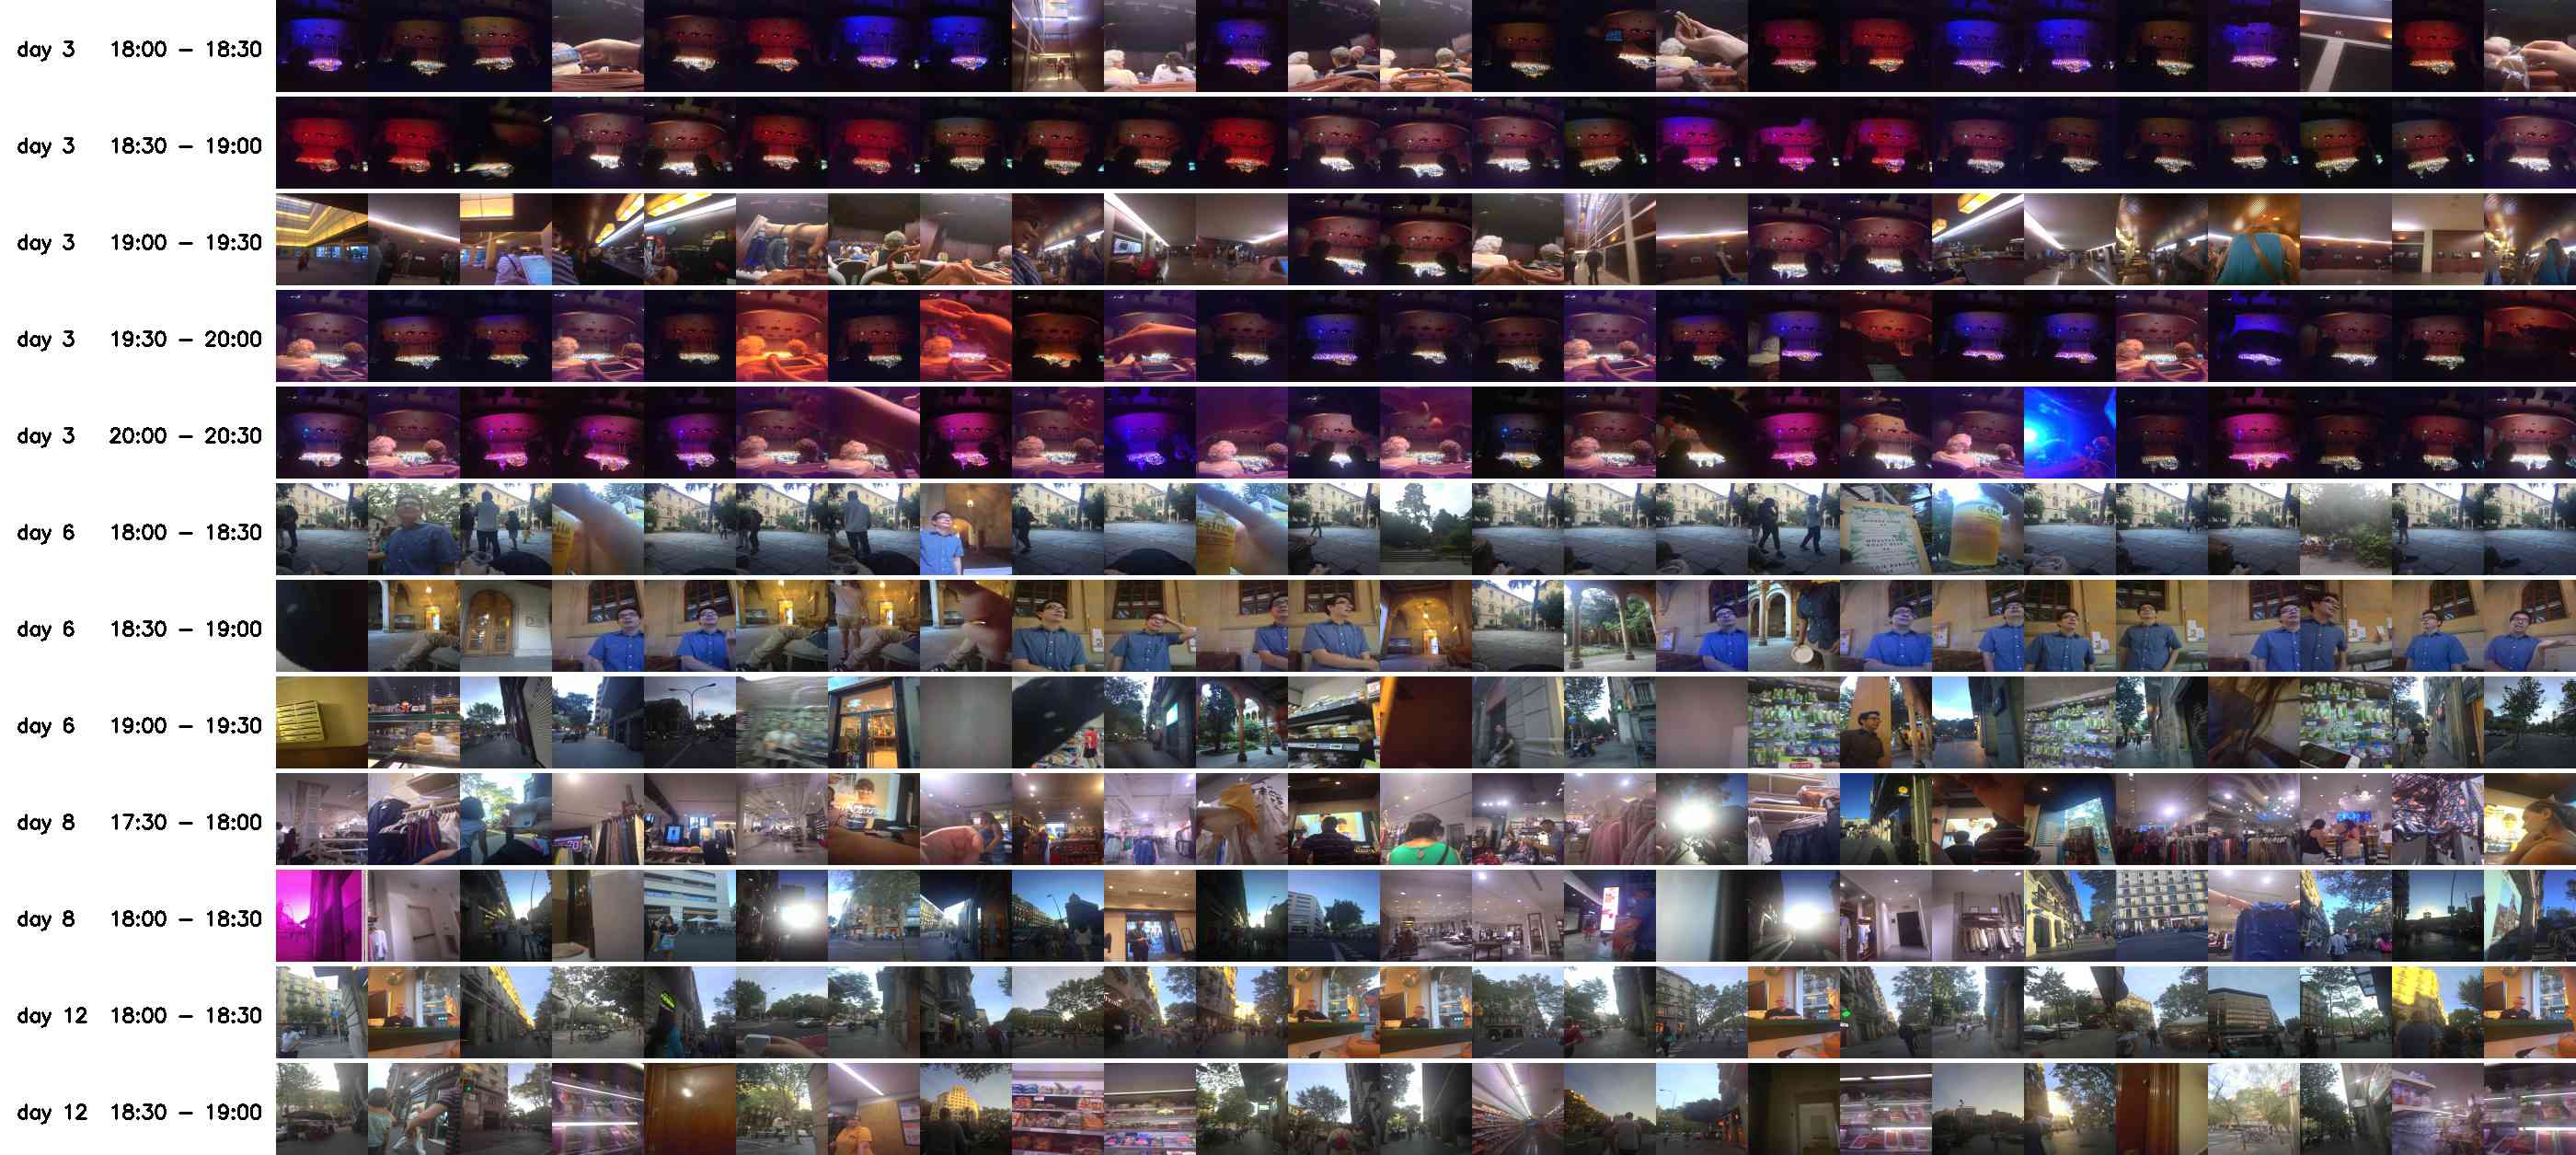 day 3 18:00 – 18:30
day 3 18:30 – 19:00
day 3 19:00 – 19:30
day 3 19:30 – 20:00
day 3 20:00 – 20:30
day 6 18:00 – 18:30
day 6 18:30 – 19:00
day 6 19:00 – 19:30
day 8 17:30 – 18:00
day 8 18:00 – 18:30
day 12 18:00 – 18:30
day 12 18:30 – 19:00